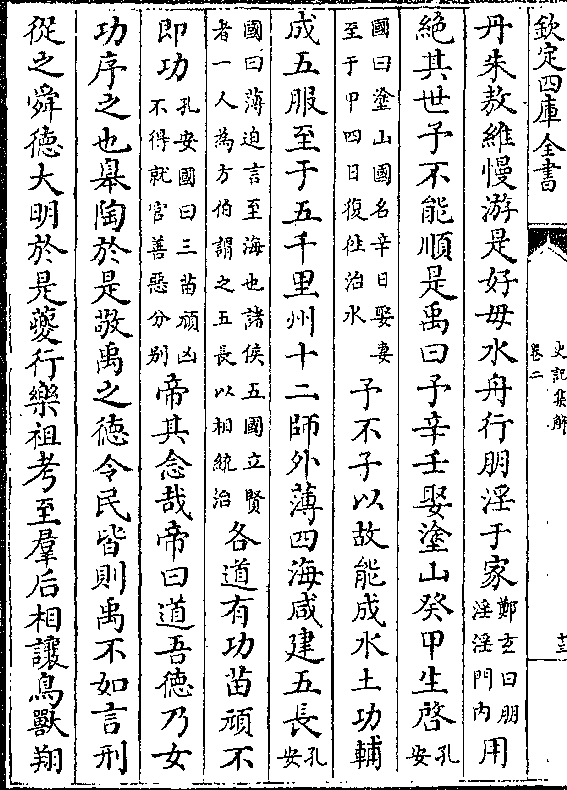 欽定四庫全書
史記集解
卷二
十三
丹朱敖維慢游是好毋水舟行朋淫于家鄭玄曰朋淫淫門内用
絶其世予不能順是禹曰予辛壬娶塗山癸甲生啓孔安
國曰塗山國名辛日娶妻至于甲四日復徃治水予不子以故能成水土功輔
成五服至于五千里州十二師外薄四海咸建五長孔安
國曰薄迫言至海也諸侯五國立賢者一人為方伯謂之五長以相統治各道有功苗頑不
即功孔安國曰三苗頑凶不得就官善惡分别帝其念哉帝曰道吾德乃女
功序之也臯陶於是敬禹之德令民皆則禹不如言刑
從之舜德大明於是夔行樂祖考至羣后相讓鳥獸翔